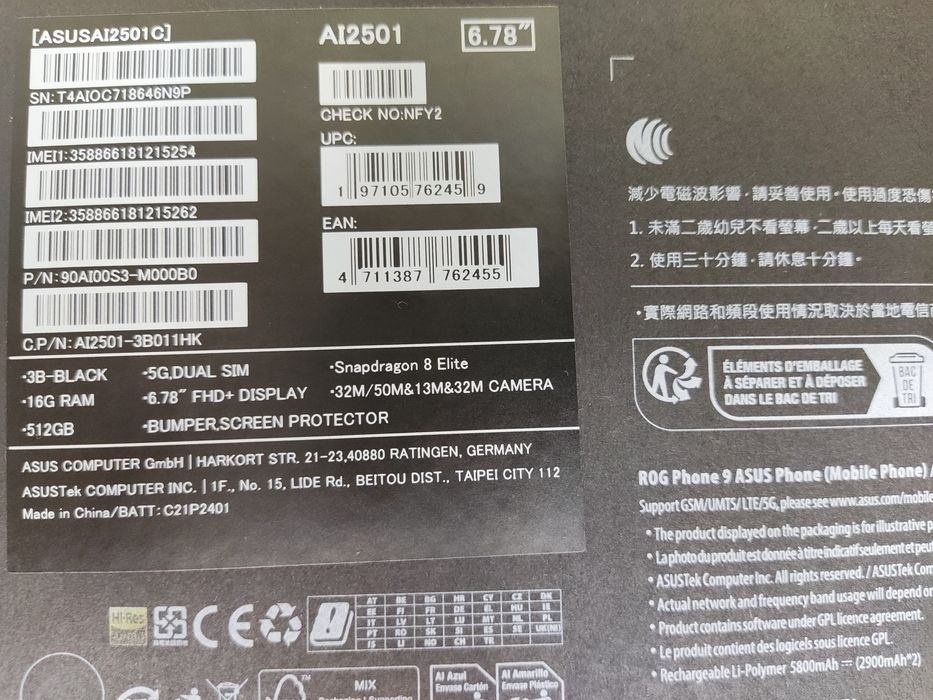 [ASUSAI2501C]
SN: T4AIOC718646N9P
IMEI1: 358866181215254
IMEI2: 358866181215262
P/N: 90AI00S3-M000B0
C.P/N: AI2501-3B011HK
AI2501
6.78"
CHECK NO:NFY2
UPC:
1 97105 76245 9
EAN:
4 711387 762455
·3B-BLACK ·5G,DUAL SIM ·Snapdragon 8 Elite
·16G RAM ·6.78" FHD+ DISPLAY ·32M/50M&13M&32M CAMERA
·512GB ·BUMPER,SCREEN PROTECTOR
ASUS COMPUTER GmbH | HARKORT STR. 21-23,40880 RATINGEN, GERMANY
ASUSTek COMPUTER INC. | 1F., No. 15, LIDE Rd., BEITOU DIST., TAIPEI CITY 112
Made in China/BATT: C21P2401
減少電磁波影響·請妥善使用·使用過度恐傷
1. 未滿二歲幼兒不看螢幕·二歲以上每天看螢
2. 使用三十分鐘·請休息十分鐘。
·實際網路和頻段使用情況取決於當地電信
ÉLÉMENTS D'EMBALLAGE
À SÉPARER ET À DÉPOSER
DANS LE BAC DE TRI
BAC
DE
TRI
ROG Phone 9 ASUS Phone (Mobile Phone) /
Support GSM/UMTS/LTE/5G, please see www.asus.com/mobile
• The product displayed on the packaging is for illustrative p
• La photo du produit est donnée à titre indicatif seulement et peut
• ASUSTek Computer Inc. All rights reserved. / ASUSTek Com
• Actual network and frequency band usage will depend on
• Product contains software under GPL licence agreement.
• Le produit contient des logiciels sous licence GPL.
• Rechargeable Li-Polymer 5800mAh ⎓ (2900mAh*2)
Hi-Res
CE
AT BE BG HR CY CZ DK
EE FI FR DE EL HU IE
IT LV LT LU MT NL PL
PT RO SK SI ES SE UK(NI)
IS LI NO CH TR
MIX
Al Azul
Envase Cartón
Al Amarillo
Envase Plástico